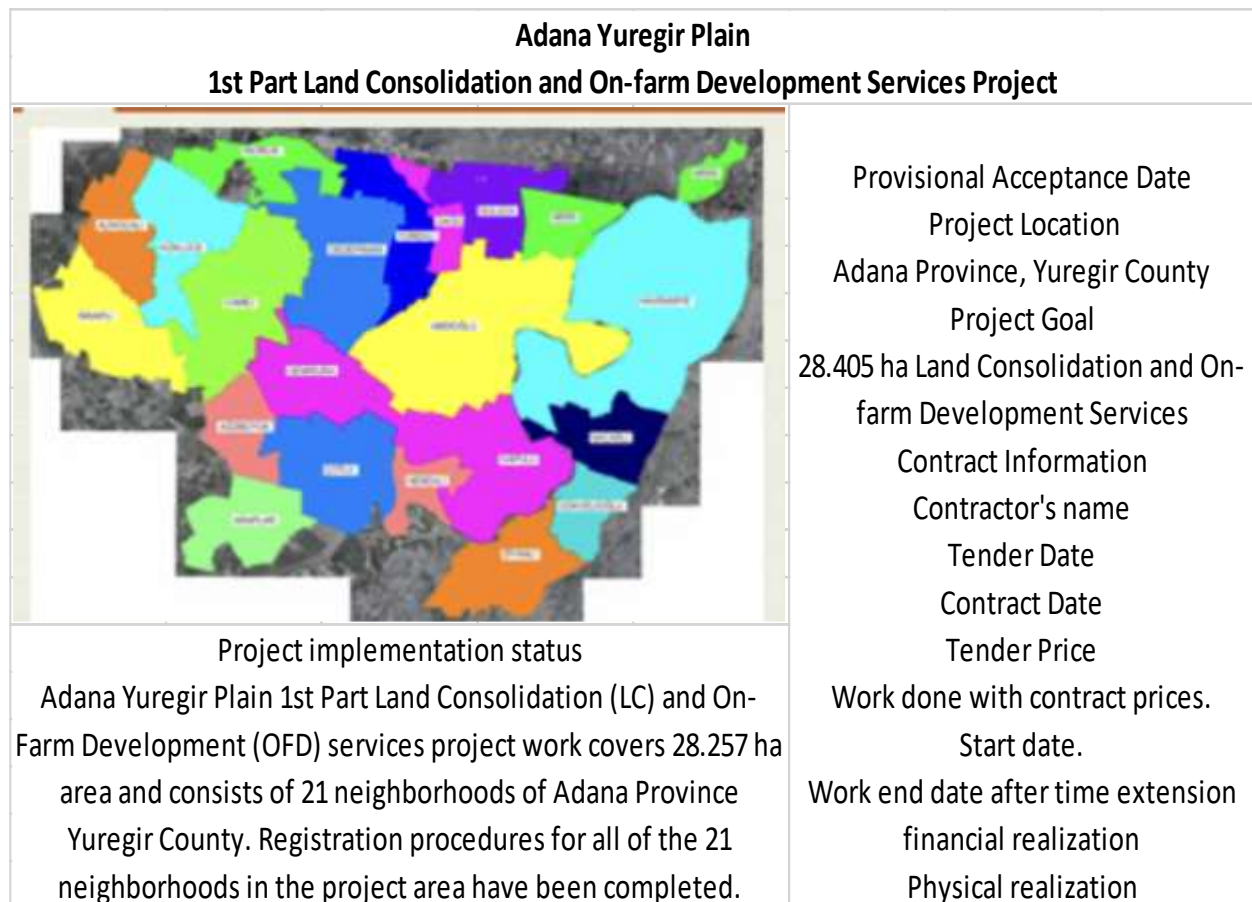 Adana Yuregir Plain
1st Part Land Consolidation and On-farm Development Services Project
Provisional Acceptance Date
Project Location
Adana Province, Yuregir County
Project Goal
28.405 ha Land Consolidation and On-
farm Development Services
Contract Information
Contractor's name
Tender Date
Contract Date
Tender Price
Work done with contract prices.
Start date.
Work end date after time extension
financial realization
Physical realization
Project implementation status
Adana Yuregir Plain 1st Part Land Consolidation (LC) and On-
Farm Development (OFD) services project work covers 28.257 ha
area and consists of 21 neighborhoods of Adana Province
Yuregir County. Registration procedures for all of the 21
neighborhoods in the project area have been completed.